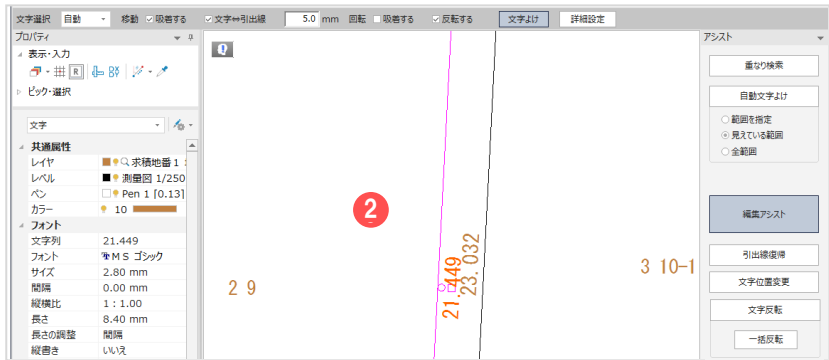 文字選択 自動 移動 吸着する 文字⇔引出線 5.0 mm 回転 吸着する 反転する 文字よけ 詳細設定
プロパティ
表示・入力
R
ピック・選択
文字
共通属性
レイヤ 求積地番1
レベル 測量図 1/250
ペン Pen 1 [0.13]
カラー 10
フォント
文字列 21.449
フォント MS ゴシック
サイズ 2.80 mm
間隔 0.00 mm
縦横比 1:1.00
長さ 8.40 mm
長さの調整 間隔
縦書き いいえ
2
29
21.449
23.032
3 10-1
アシスト
重なり検索
自動文字よけ
範囲を指定
見えている範囲
全範囲
編集アシスト
引出線復帰
文字位置変更
文字反転
一括反転